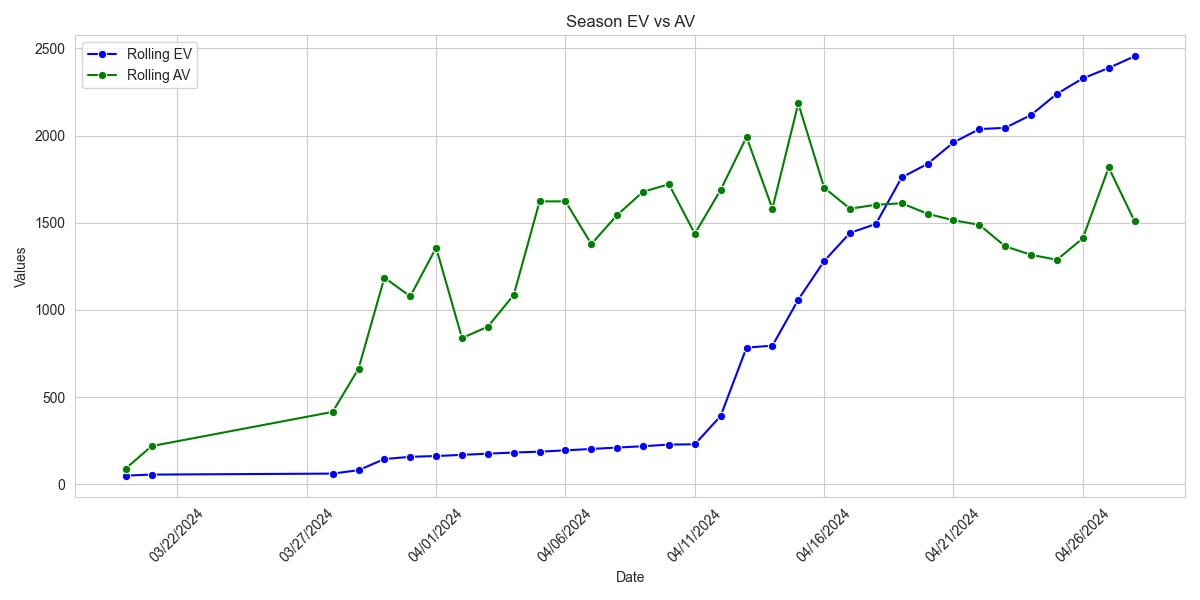 Season EV vs AV
Rolling EV
Rolling AV
2500
2000
1500
1000
500
0
Values
03/22/2024
03/27/2024
04/01/2024
04/06/2024
04/11/2024
04/16/2024
04/21/2024
04/26/2024
Date